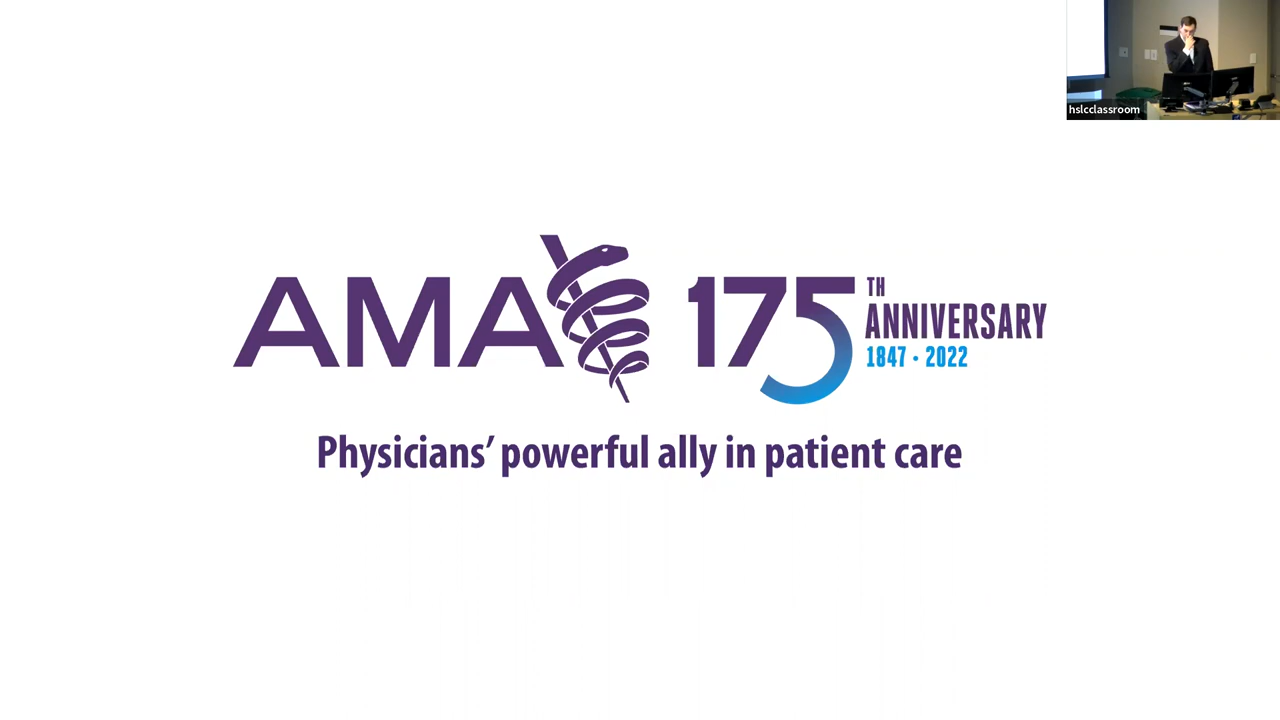 hslcclassroom
AMA 175
TH
ANNIVERSARY
1847 · 2022
Physicians’ powerful ally in patient care